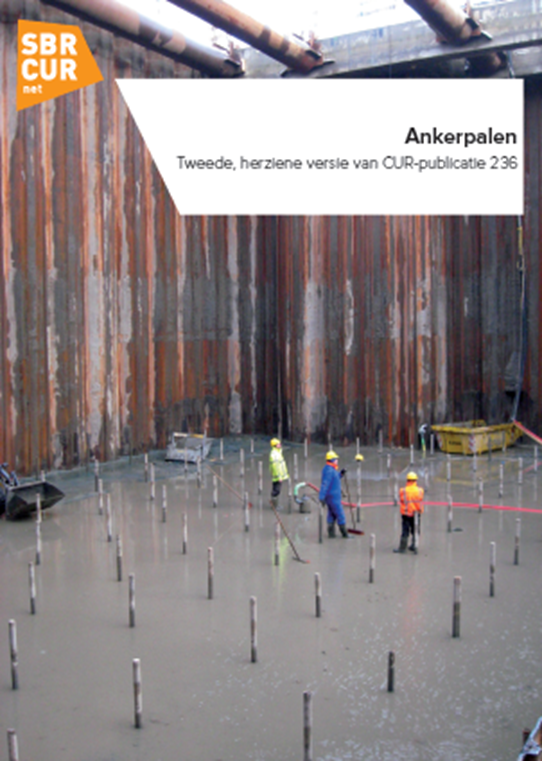 SBR
CUR
net
Ankerpalen
Tweede, herziene versie van CUR-publicatie 236